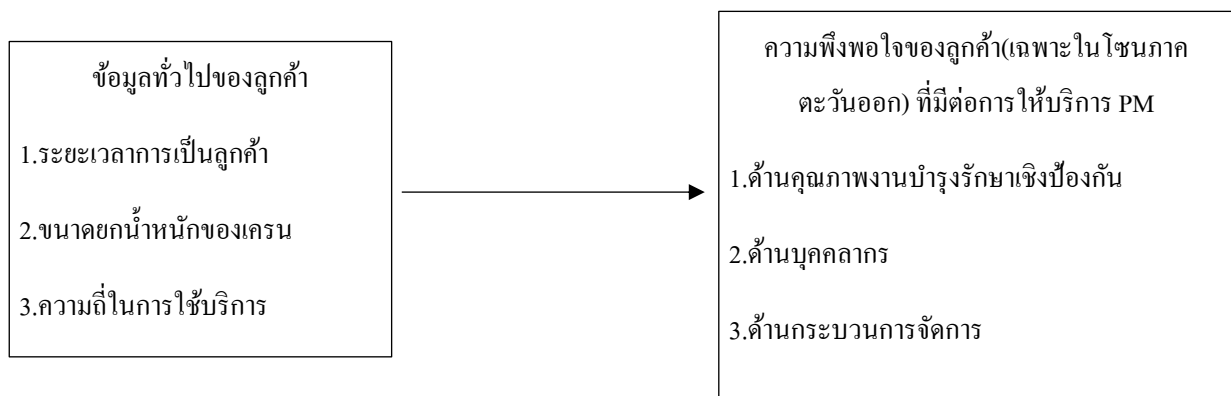 ข้อมูลทั่วไปของลูกค้า
1.ระยะเวลาการเป็นลูกค้า
2.ขนาดยกน้ำหนักของเครน
3.ความถี่ในการใช้บริการ
ความพึงพอใจของลูกค้า(เฉพาะในโซนภาค
ตะวันออก) ที่มีต่อการให้บริการ PM
1.ด้านคุณภาพงานบำรุงรักษาเชิงป้องกัน
2.ด้านบุคคลากร
3.ด้านกระบวนการจัดการ